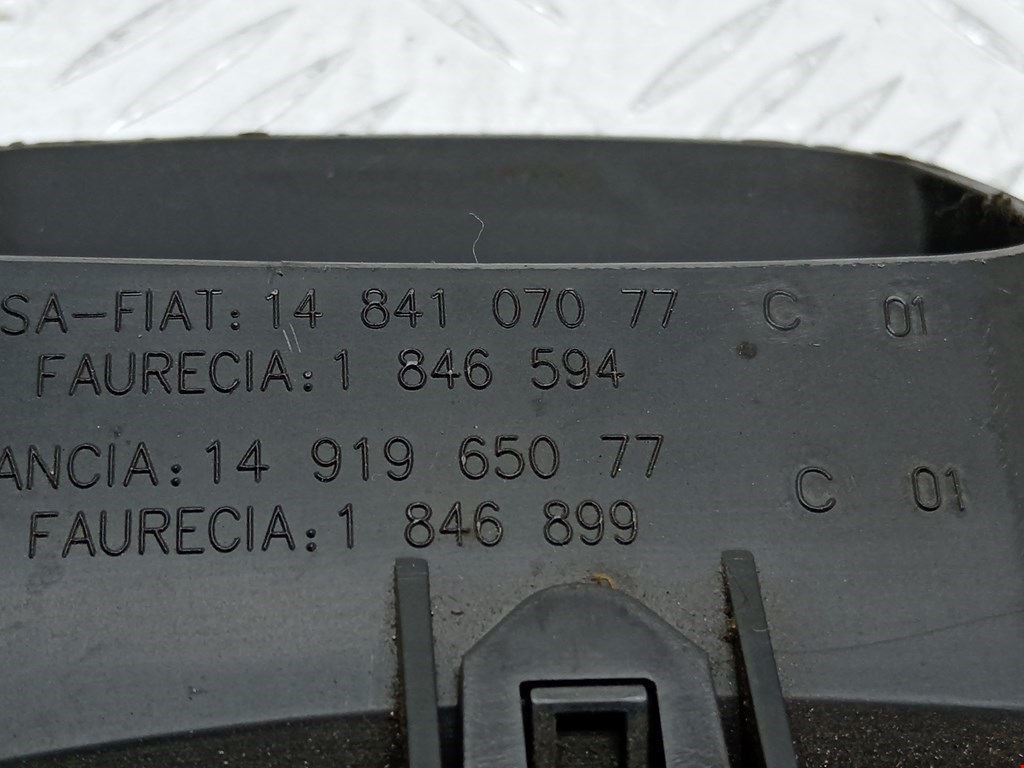 SA-FIAT: 14 841 070 77 C 01
FAURECIA: 1 846 594
ANCIA: 14 919 650 77 C 01
FAURECIA: 1 846 899